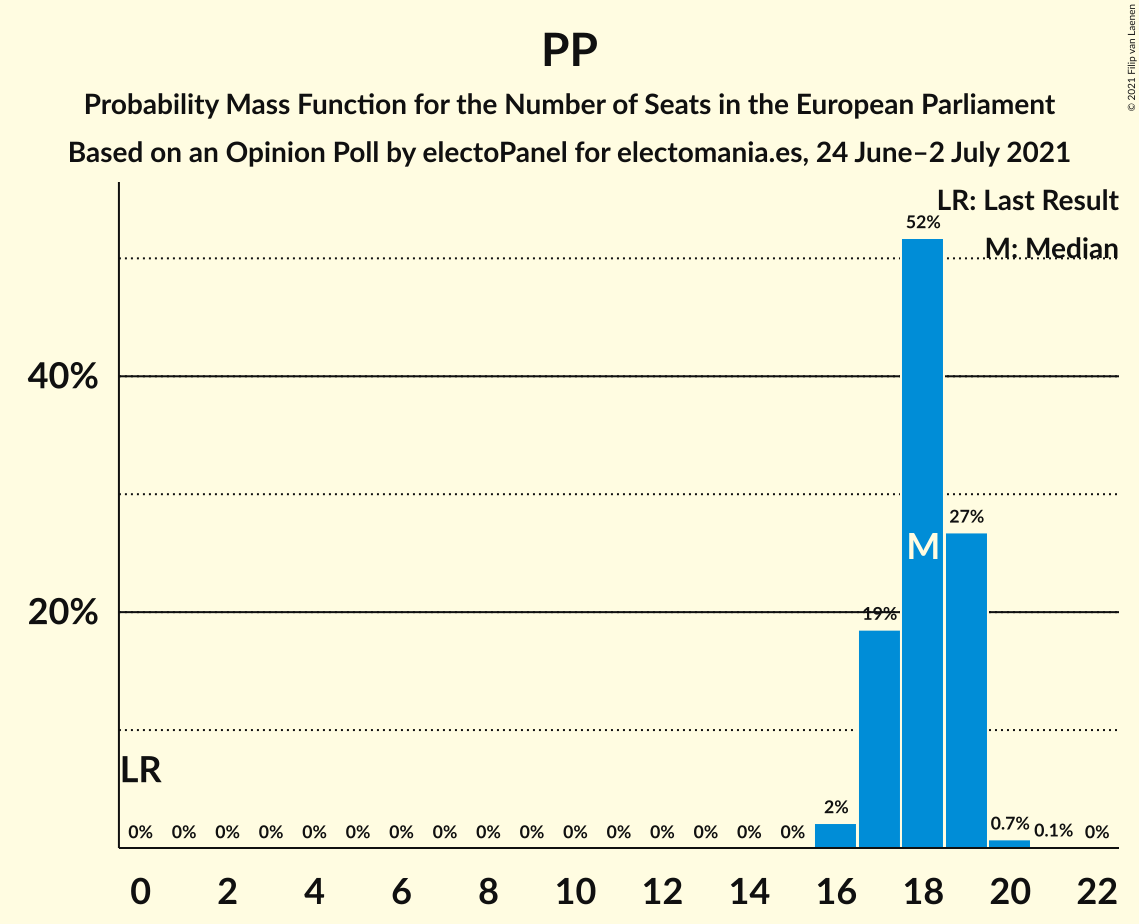 PP
Probability Mass Function for the Number of Seats in the European Parliament
Based on an Opinion Poll by electoPanel for electomania.es, 24 June–2 July 2021
© 2021 Filip van Laenen
LR: Last Result
M: Median
52%
40%
27%
M
20%
19%
LR
0% 0% 0% 0% 0% 0% 0% 0% 0% 0% 0% 0% 0% 0% 0% 0% 2% 0.7% 0.1% 0%
0 2 4 6 8 10 12 14 16 18 20 22